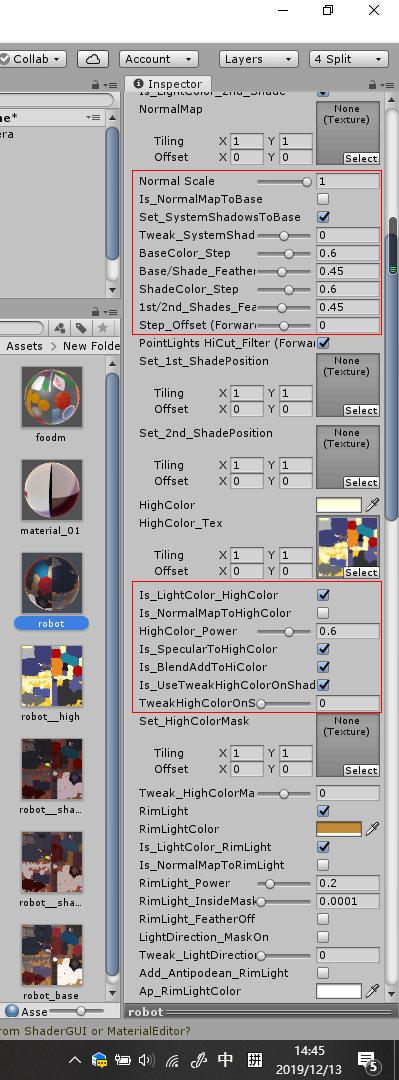 Collab
Account
Layers
4 Split
Inspector
Is_LightColor_2nd_Shade
NormalMap
None
(Texture)
Tiling X 1 Y 1
Offset X 0 Y 0
Select
ne*
era
Normal Scale 1
Is_NormalMapToBase
Set_SystemShadowsToBase
Tweak_SystemShad 0
BaseColor_Step 0.6
Base/Shade_Feather 0.45
ShadeColor_Step 0.6
1st/2nd_Shades_Fea 0.45
Step_Offset (Forwar 0
PointLights HiCut_Filter (Forwar
Assets > New Folde
Set_1st_ShadePosition
None
(Texture)
Tiling X 1 Y 1
Offset X 0 Y 0
Select
foodm
Set_2nd_ShadePosition
None
(Texture)
Tiling X 1 Y 1
Offset X 0 Y 0
Select
HighColor
HighColor_Tex
material_01
Tiling X 1 Y 1
Offset X 0 Y 0
Select
Is_LightColor_HighColor
Is_NormalMapToHighColor
robot
HighColor_Power 0.6
Is_SpecularToHighColor
Is_BlendAddToHiColor
Is_UseTweakHighColorOnShad
TweakHighColorOnS 0
robot__high
Set_HighColorMask
None
(Texture)
Tiling X 1 Y 1
Offset X 0 Y 0
Select
Tweak_HighColorMa 0
robot__sha...
RimLight
RimLightColor
Is_LightColor_RimLight
Is_NormalMapToRimLight
RimLight_Power 0.2
RimLight_InsideMask 0.0001
robot__sha...
RimLight_FeatherOff
LightDirection_MaskOn
Tweak_LightDirection 0
Add_Antipodean_RimLight
Ap_RimLightColor
robot_base
Asse
robot
rom ShaderGUI or MaterialEditor?
中
拼
14:45
2019/12/13
5